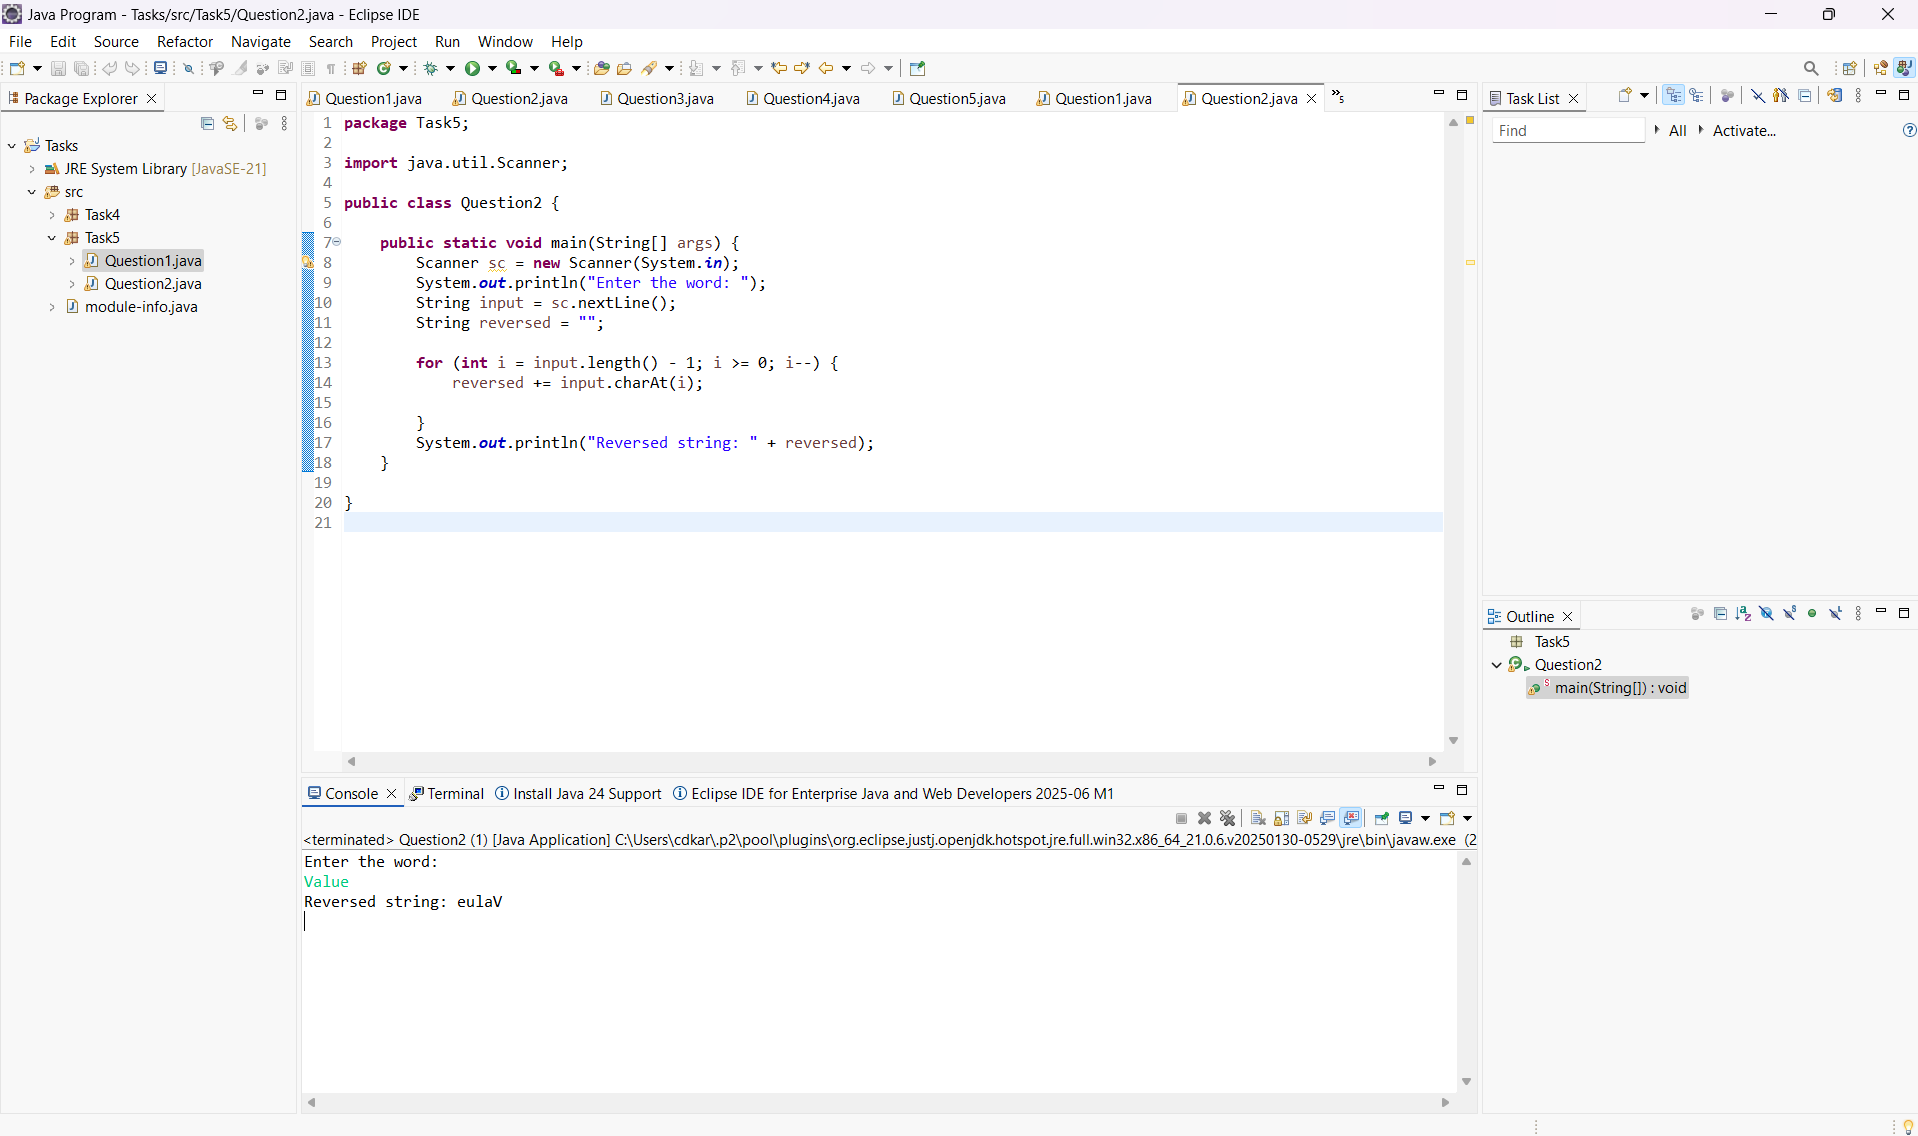 Java Program - Tasks/src/Task5/Question2.java - Eclipse IDE
File Edit Source Refactor Navigate Search Project Run Window Help
Package Explorer
Tasks
JRE System Library [JavaSE-21]
src
Task4
Task5
Question1.java
Question2.java
module-info.java
Question1.java Question2.java Question3.java Question4.java Question5.java Question1.java Question2.java »5
1 package Task5;
2
3 import java.util.Scanner;
4
5 public class Question2 {
6
7 public static void main(String[] args) {
8 Scanner sc = new Scanner(System.in);
9 System.out.println("Enter the word: ");
10 String input = sc.nextLine();
11 String reversed = "";
12
13 for (int i = input.length() - 1; i >= 0; i--) {
14 reversed += input.charAt(i);
15
16 }
17 System.out.println("Reversed string: " + reversed);
18 }
19
20 }
21
Console Terminal Install Java 24 Support Eclipse IDE for Enterprise Java and Web Developers 2025-06 M1
<terminated> Question2 (1) [Java Application] C:\Users\cdkar\.p2\pool\plugins\org.eclipse.justj.openjdk.hotspot.jre.full.win32.x86_64_21.0.6.v20250130-0529\jre\bin\javaw.exe (2
Enter the word:
Value
Reversed string: eulaV
Task List
Find All Activate...
Outline
Task5
Question2
main(String[]) : void